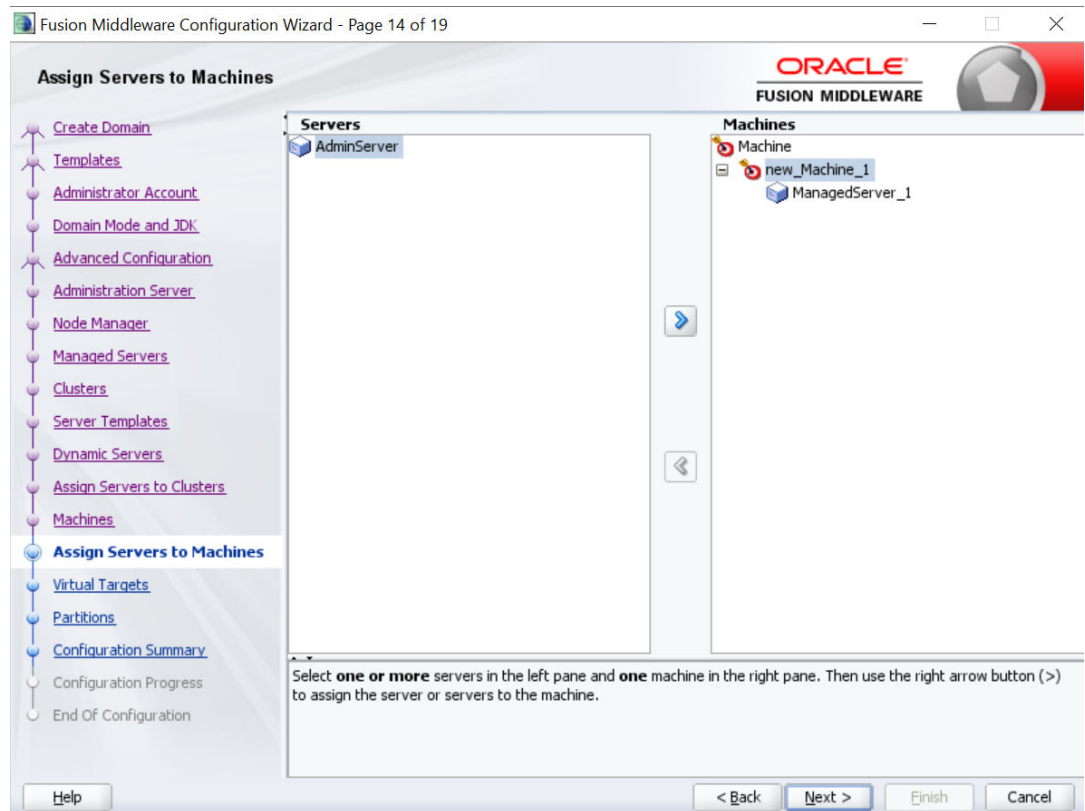 Fusion Middleware Configuration Wizard - Page 14 of 19
Assign Servers to Machines
ORACLE
FUSION MIDDLEWARE
Create Domain
Templates
Administrator Account
Domain Mode and JDK
Advanced Configuration
Administration Server
Node Manager
Managed Servers
Clusters
Server Templates
Dynamic Servers
Assign Servers to Clusters
Machines
Assign Servers to Machines
Virtual Targets
Partitions
Configuration Summary
Configuration Progress
End Of Configuration
Servers
AdminServer
Machines
Machine
new_Machine_1
ManagedServer_1
Select one or more servers in the left pane and one machine in the right pane. Then use the right arrow button (>)
to assign the server or servers to the machine.
Help
< Back
Next >
Finish
Cancel